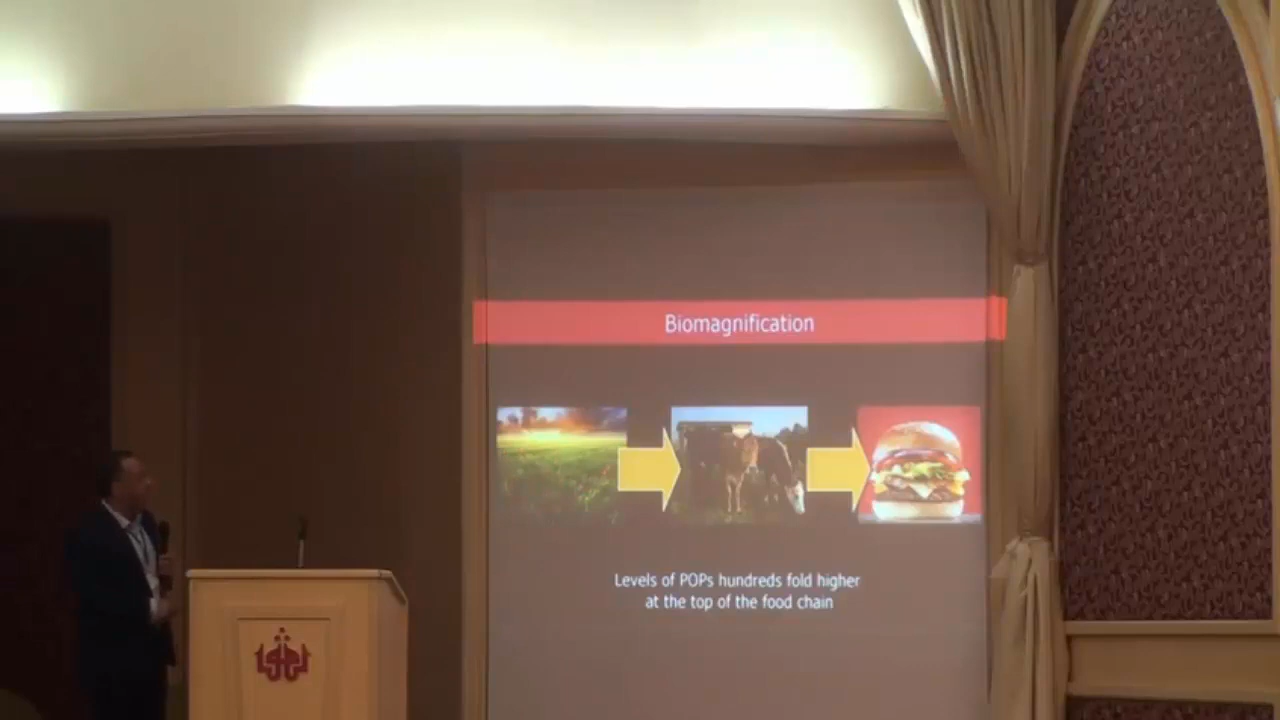 Biomagnification
Levels of POPs hundreds fold higher
at the top of the food chain